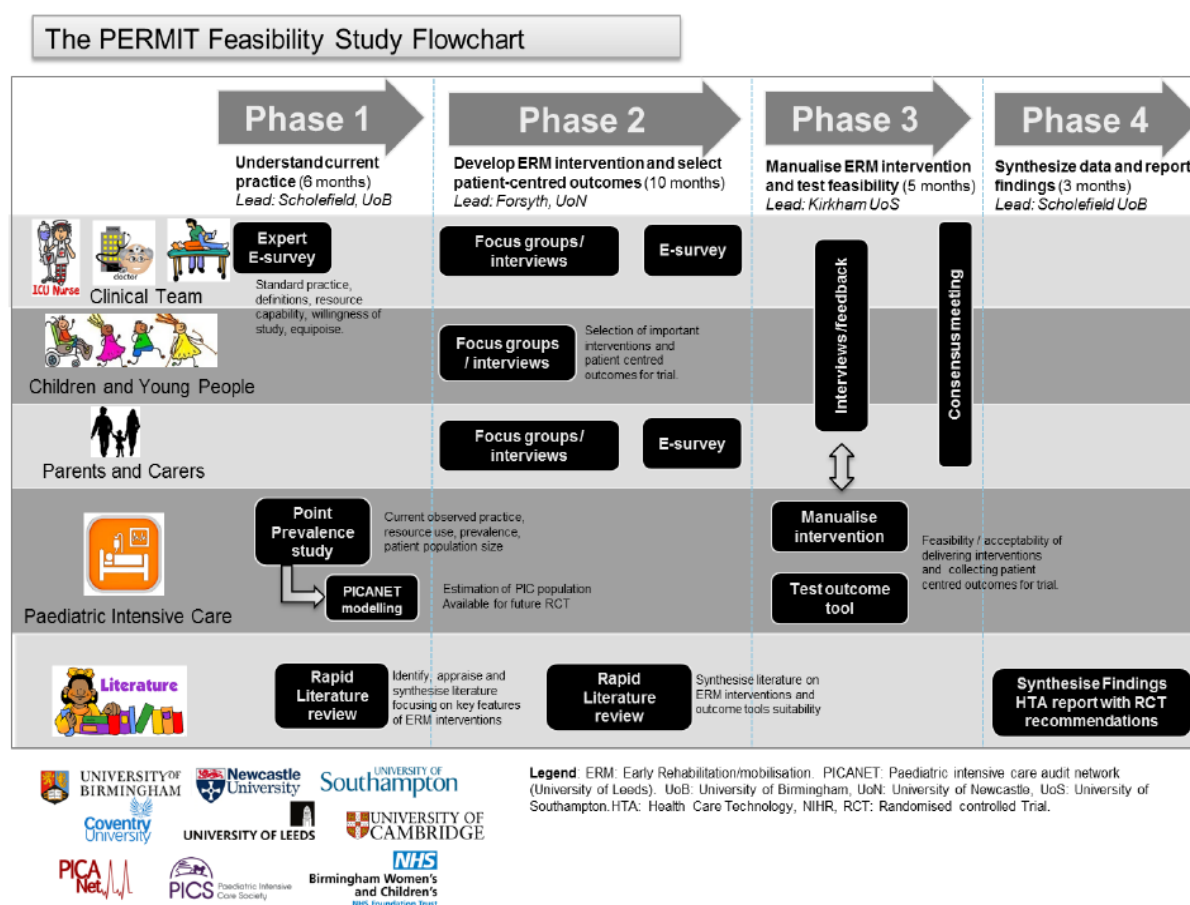 The PERMIT Feasibility Study Flowchart
Phase 1
Phase 2
Phase 3
Phase 4
Understand current
practice (6 months)
Lead: Scholefield, UoB
Develop ERM intervention and select
patient-centred outcomes (10 months)
Lead: Forsyth, UoN
Manualise ERM intervention
and test feasibility (5 months)
Lead: Kirkham UoS
Synthesize data and report
findings (3 months)
Lead: Scholefield UoB
ICU Nurse
doctor
Clinical Team
Expert
E-survey
Standard practice,
definitions, resource
capability, willingness of
study, equipoise.
Focus groups/
interviews
E-survey
Interviews/feedback
Consensus meeting
Children and Young People
Focus groups
/ interviews
Selection of important
interventions and
patient centred
outcomes for trial.
Parents and Carers
Focus groups/
interviews
E-survey
Paediatric Intensive Care
Point
Prevalence
study
Current observed practice,
resource use, prevalence,
patient population size
PICANET
modelling
Estimation of PIC population
Available for future RCT
Manualise
intervention
Test outcome
tool
Feasibility / acceptability of
delivering interventions
and collecting patient
centred outcomes for trial.
Literature
Rapid
Literature
review
Identify, appraise and
synthesise literature
focusing on key features
of ERM interventions
Rapid
Literature
review
Synthesise literature on
ERM interventions and
outcome tools suitability
Synthesise Findings
HTA report with RCT
recommendations
UNIVERSITY OF
BIRMINGHAM
Newcastle
University
UNIVERSITY OF
Southampton
Coventry
University
UNIVERSITY OF LEEDS
UNIVERSITY OF
CAMBRIDGE
PICA
Net
PICS
Paediatric Intensive
Care Society
NHS
Birmingham Women's
and Children's
NHS Foundation Trust
Legend: ERM: Early Rehabilitation/mobilisation. PICANET: Paediatric intensive care audit network
(University of Leeds). UoB: University of Birmingham, UoN: University of Newcastle, UoS: University of
Southampton.HTA: Health Care Technology, NIHR, RCT: Randomised controlled Trial.